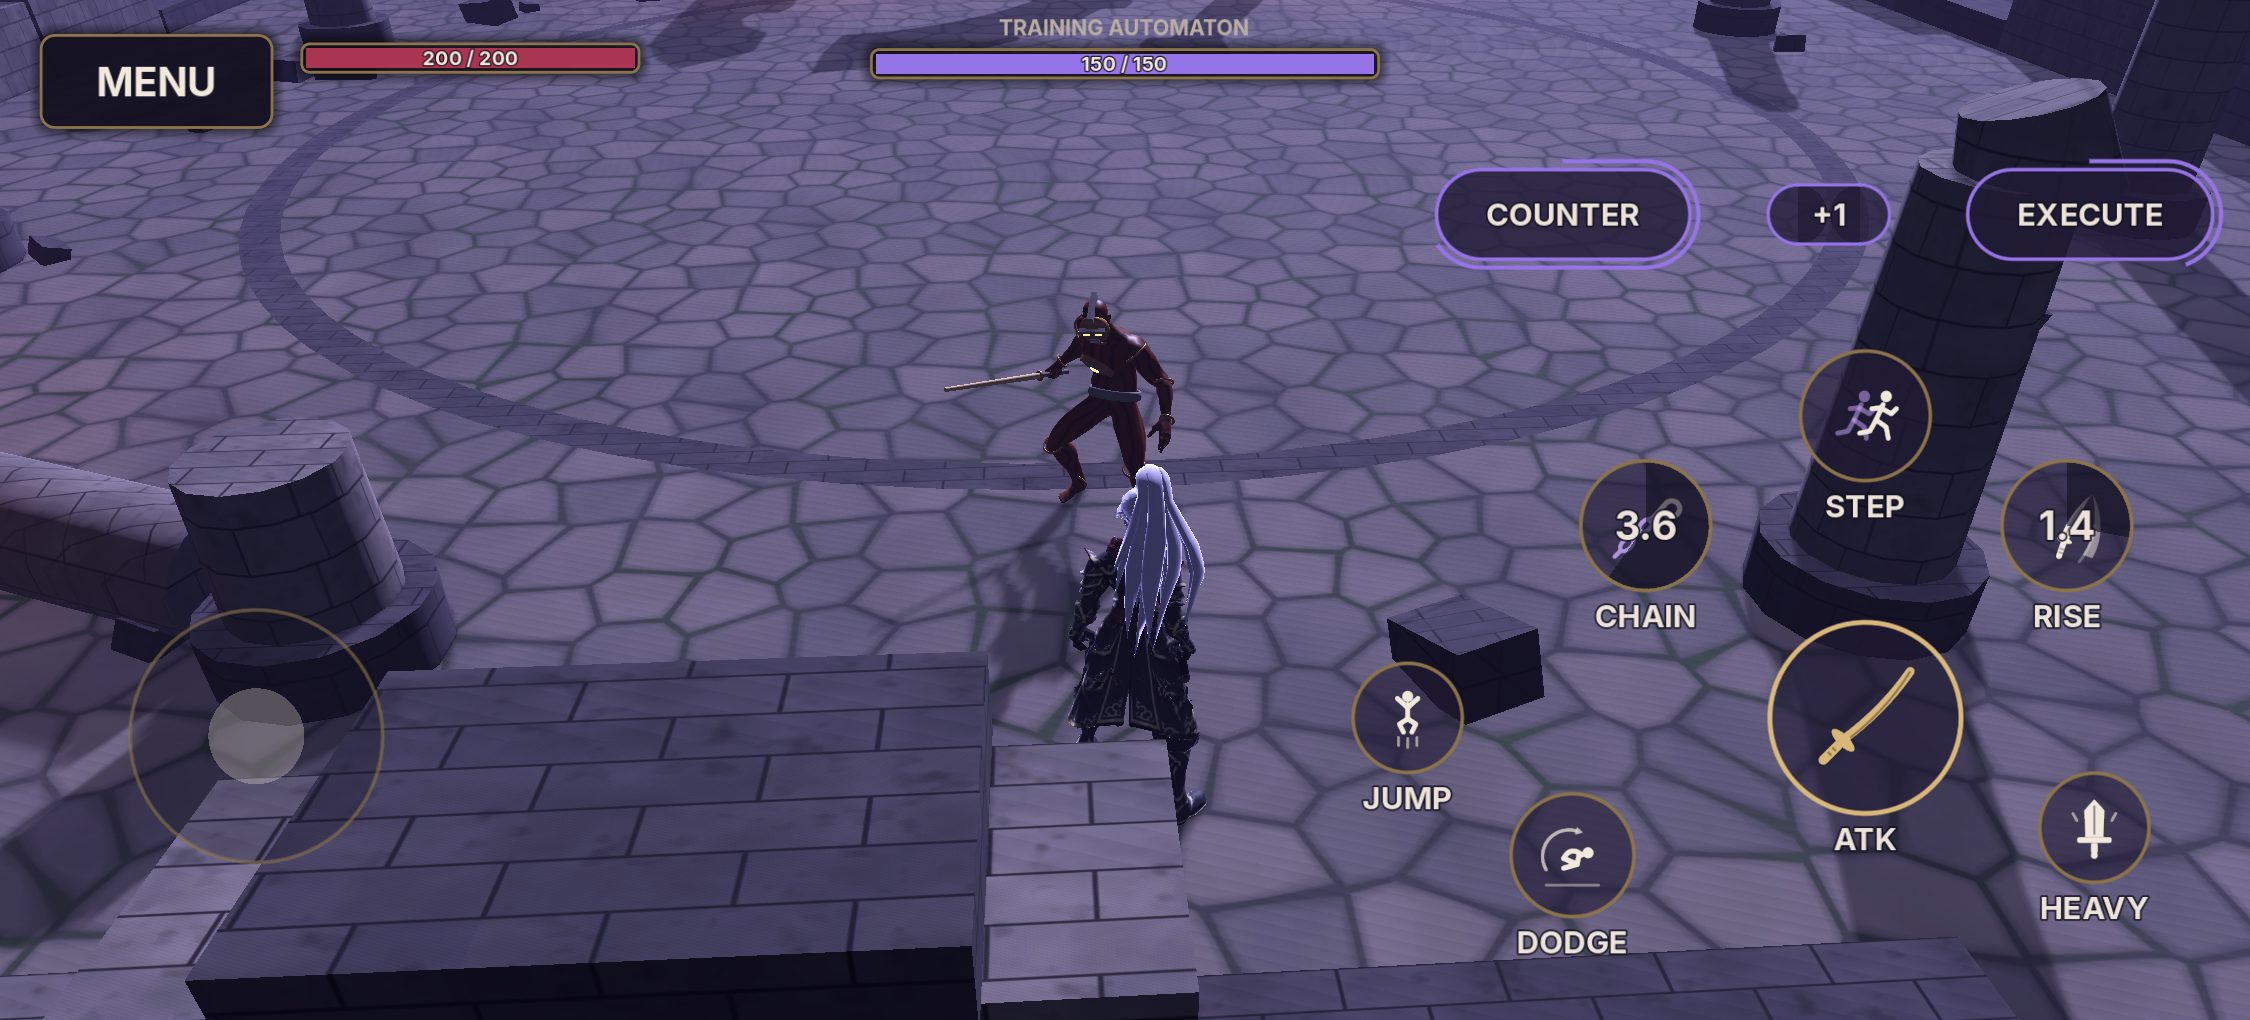 TRAINING AUTOMATON
MENU
200 / 200
150 / 150
COUNTER
+1
EXECUTE
STEP
3.6
1.4
CHAIN
RISE
JUMP
ATK
HEAVY
DODGE